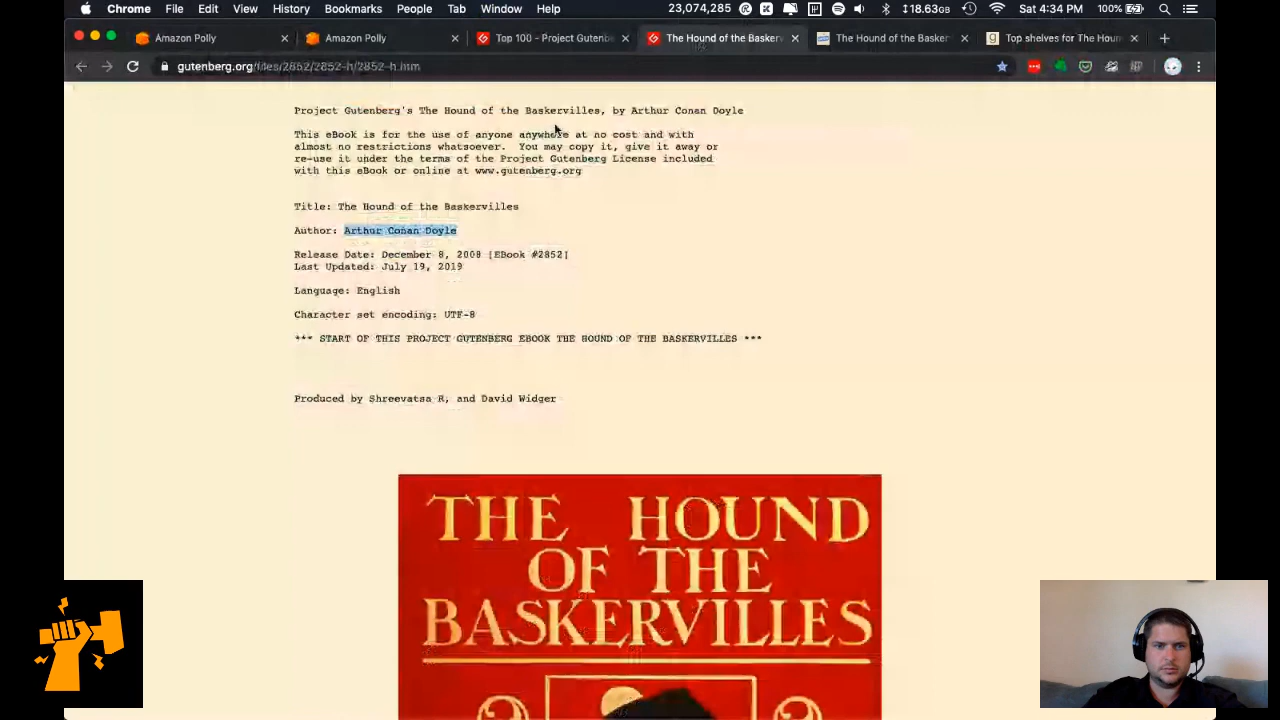 Chrome File Edit View History Bookmarks People Tab Window Help 23,074,285 18.63GB Sat 4:34 PM 100%
Amazon Polly Amazon Polly Top 100 - Project Gutenbe The Hound of the Basker The Hound of the Basker Top shelves for The Houn
gutenberg.org/files/2852/2852-h/2852-h.htm
Project Gutenberg's The Hound of the Baskervilles, by Arthur Conan Doyle
This eBook is for the use of anyone anywhere at no cost and with
almost no restrictions whatsoever. You may copy it, give it away or
re-use it under the terms of the Project Gutenberg License included
with this eBook or online at www.gutenberg.org
Title: The Hound of the Baskervilles
Author: Arthur Conan Doyle
Release Date: December 8, 2008 [EBook #2852]
Last Updated: July 19, 2019
Language: English
Character set encoding: UTF-8
*** START OF THIS PROJECT GUTENBERG EBOOK THE HOUND OF THE BASKERVILLES ***
Produced by Shreevatsa R, and David Widger
THE HOUND
OF THE
BASKERVILLES